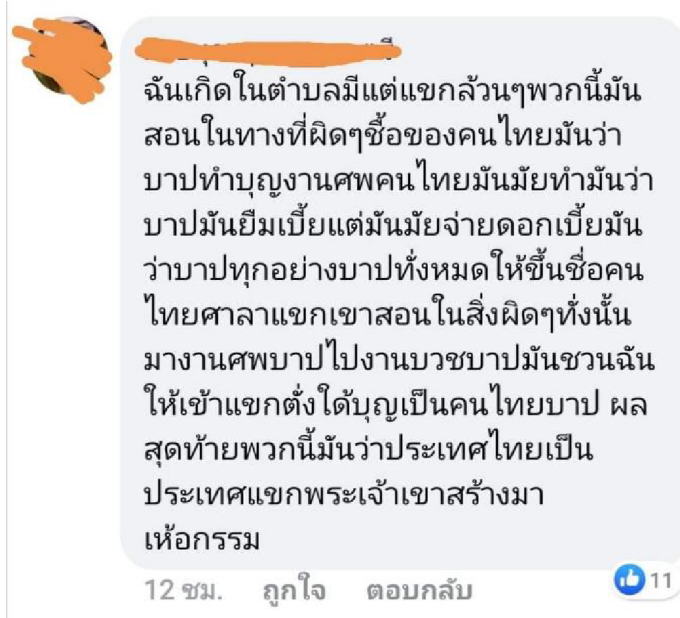 ฉันเกิดในตำบลมีแต่แขกล้วนๆพวกนี้มัน
สอนในทางที่ผิดๆชื้อของคนไทยมันว่า
บาปทำบุญงานศพคนไทยมันมัยทำมันว่า
บาปมันยืมเบี้ยแต่มันมัยจ่ายดอกเบี้ยมัน
ว่าบาปทุกอย่างบาปทั้งหมดให้ขึ้นชื่อคน
ไทยศาลาแขกเขาสอนในสิ่งผิดๆทั่งนั้น
มางานศพบาปไปงานบวชบาปมันชวนฉัน
ให้เข้าแขกตั่งใด้บุญเป็นคนไทยบาป ผล
สุดท้ายพวกนี้มันว่าประเทศไทยเป็น
ประเทศแขกพระเจ้าเขาสร้างมา
เห้อกรรม
12 ชม. ถูกใจ ตอบกลับ 11